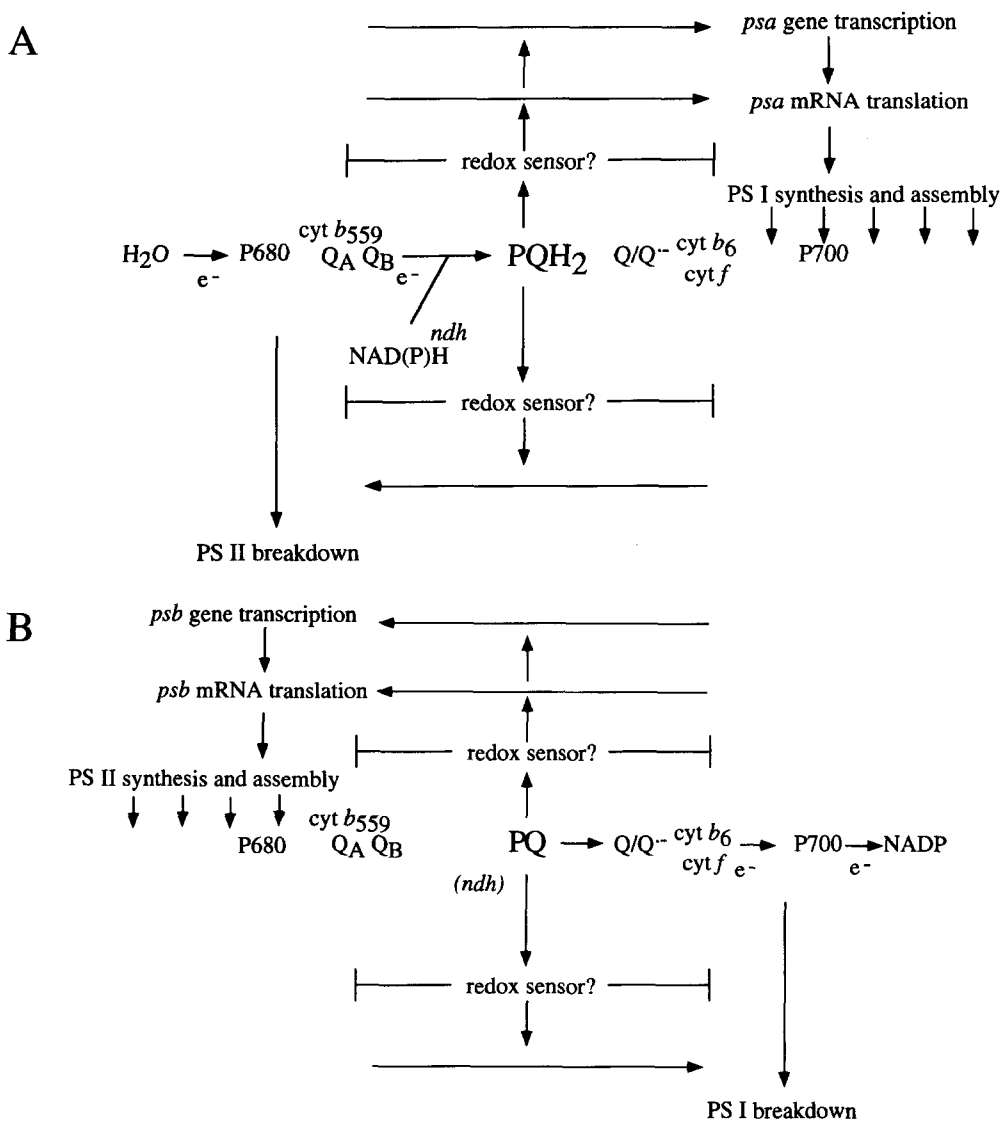 A
psa gene transcription
psa mRNA translation
redox sensor?
PS I synthesis and assembly
H2O e- P680 cyt b559 QA QB e- PQH2 Q/Q·- cyt b6 cyt f P700
ndh
NAD(P)H
redox sensor?
PS II breakdown
B
psb gene transcription
psb mRNA translation
redox sensor?
PS II synthesis and assembly
P680 cyt b559 QA QB PQ Q/Q·- cyt b6 cyt f e- P700 e- NADP
(ndh)
redox sensor?
PS I breakdown